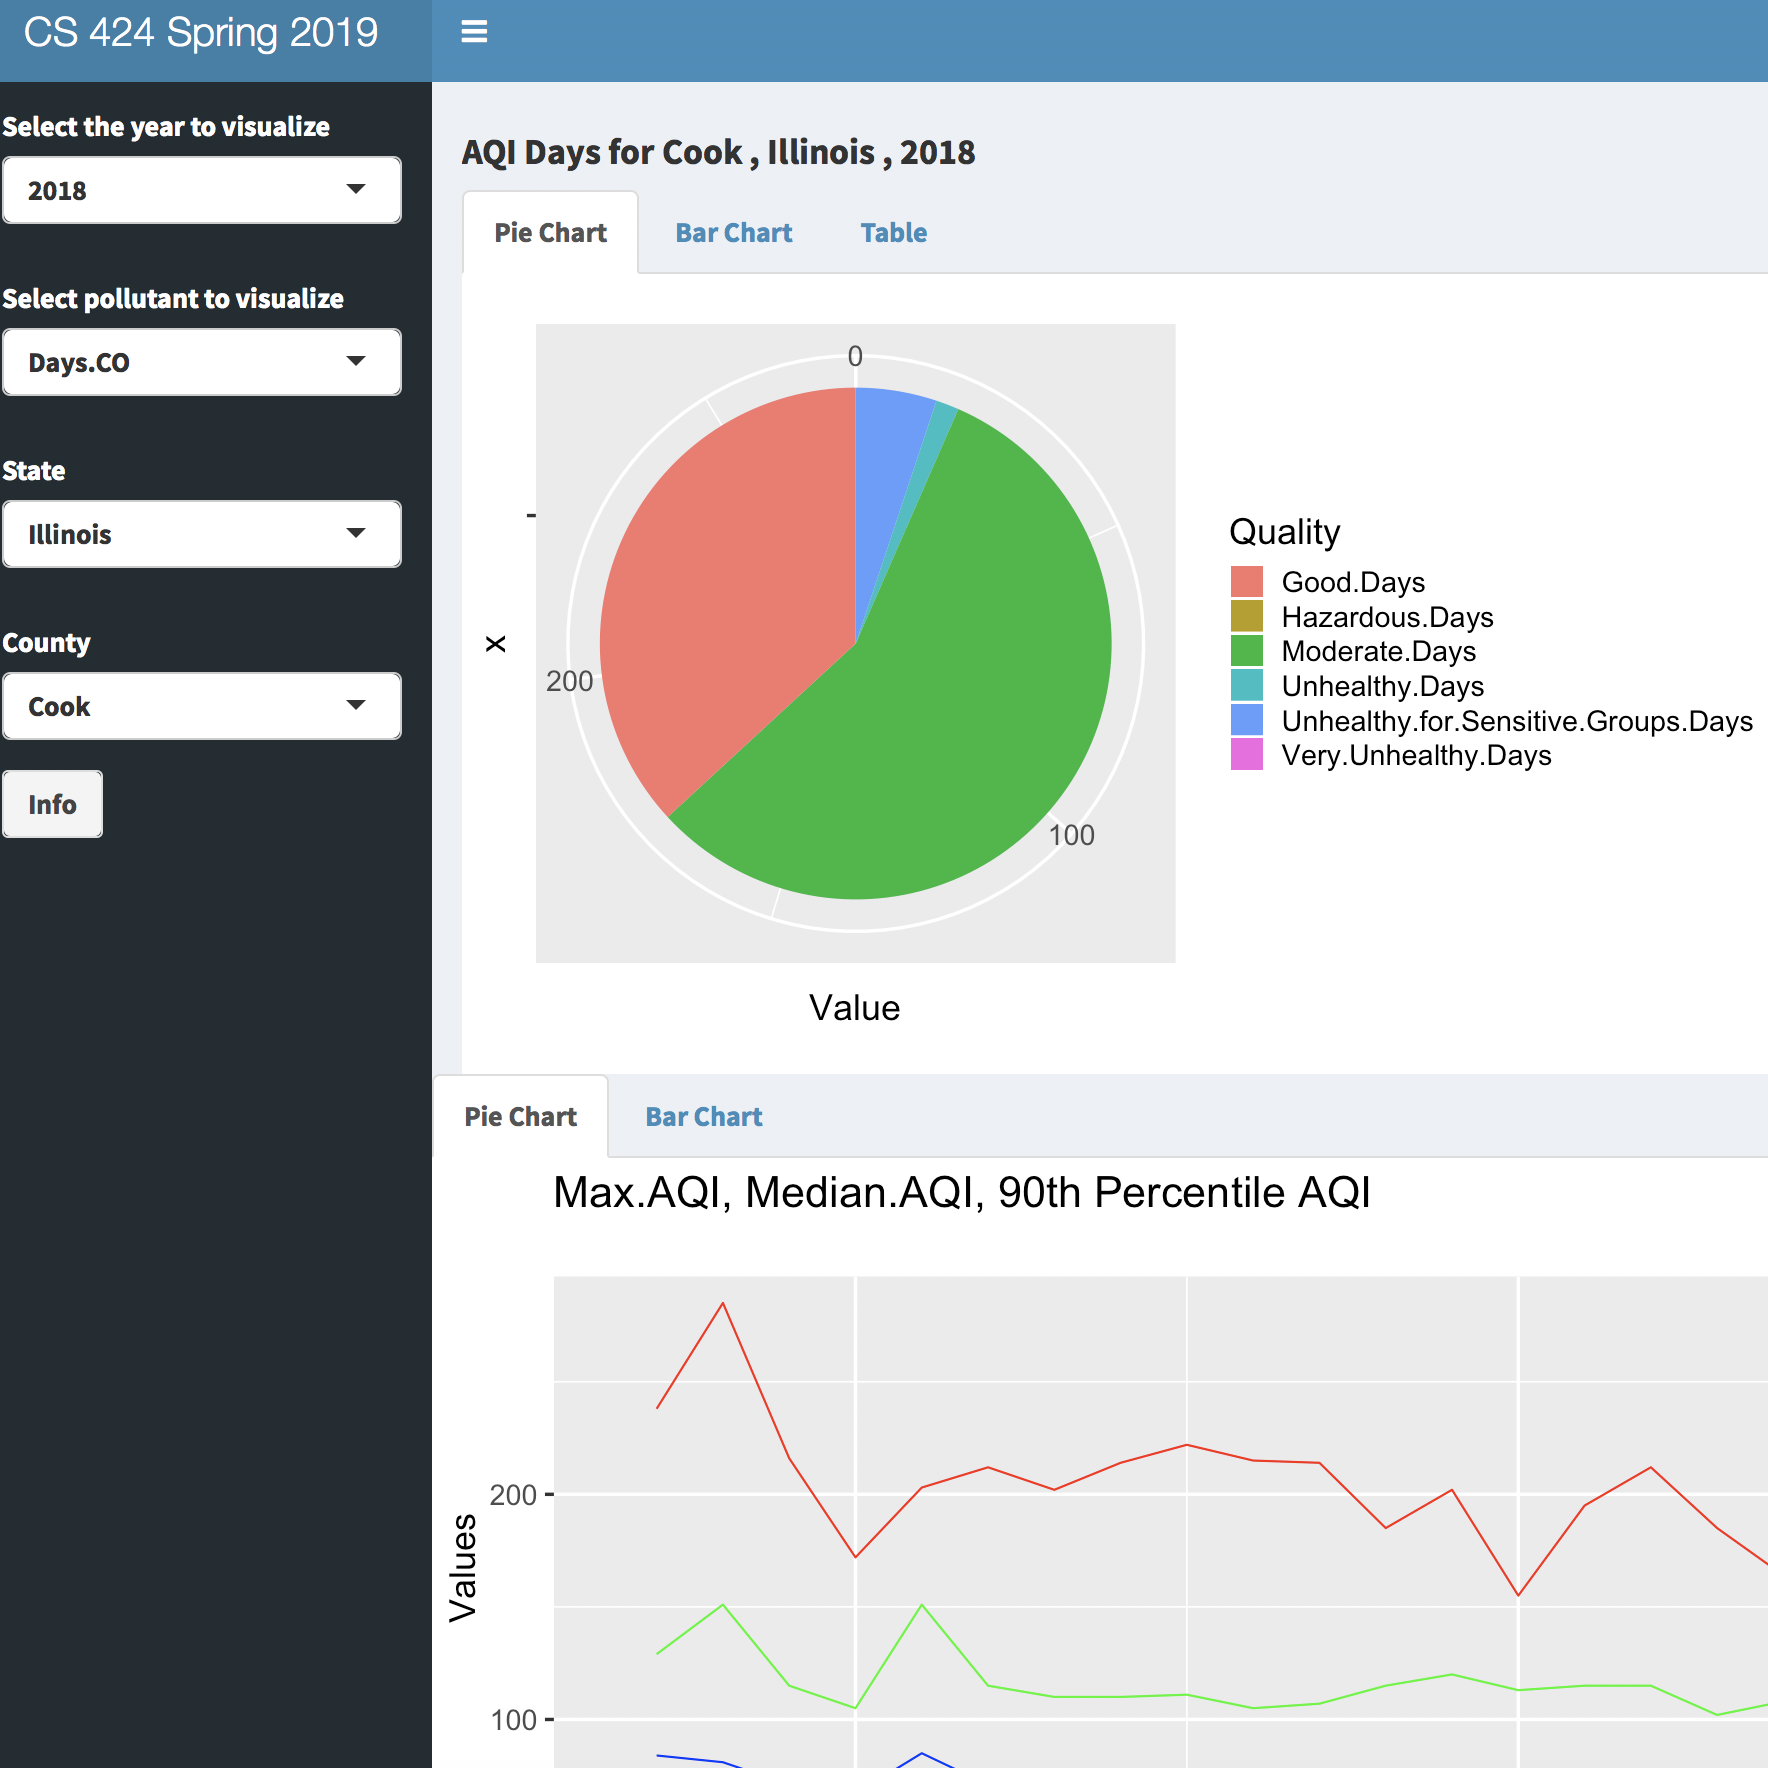 CS 424 Spring 2019
Select the year to visualize
2018
Select pollutant to visualize
Days.CO
State
Illinois
County
Cook
Info
AQI Days for Cook , Illinois , 2018
Pie Chart
Bar Chart
Table
0
200
100
x
Value
Quality
Good.Days
Hazardous.Days
Moderate.Days
Unhealthy.Days
Unhealthy.for.Sensitive.Groups.Days
Very.Unhealthy.Days
Pie Chart
Bar Chart
Max.AQI, Median.AQI, 90th Percentile AQI
Values
200
100